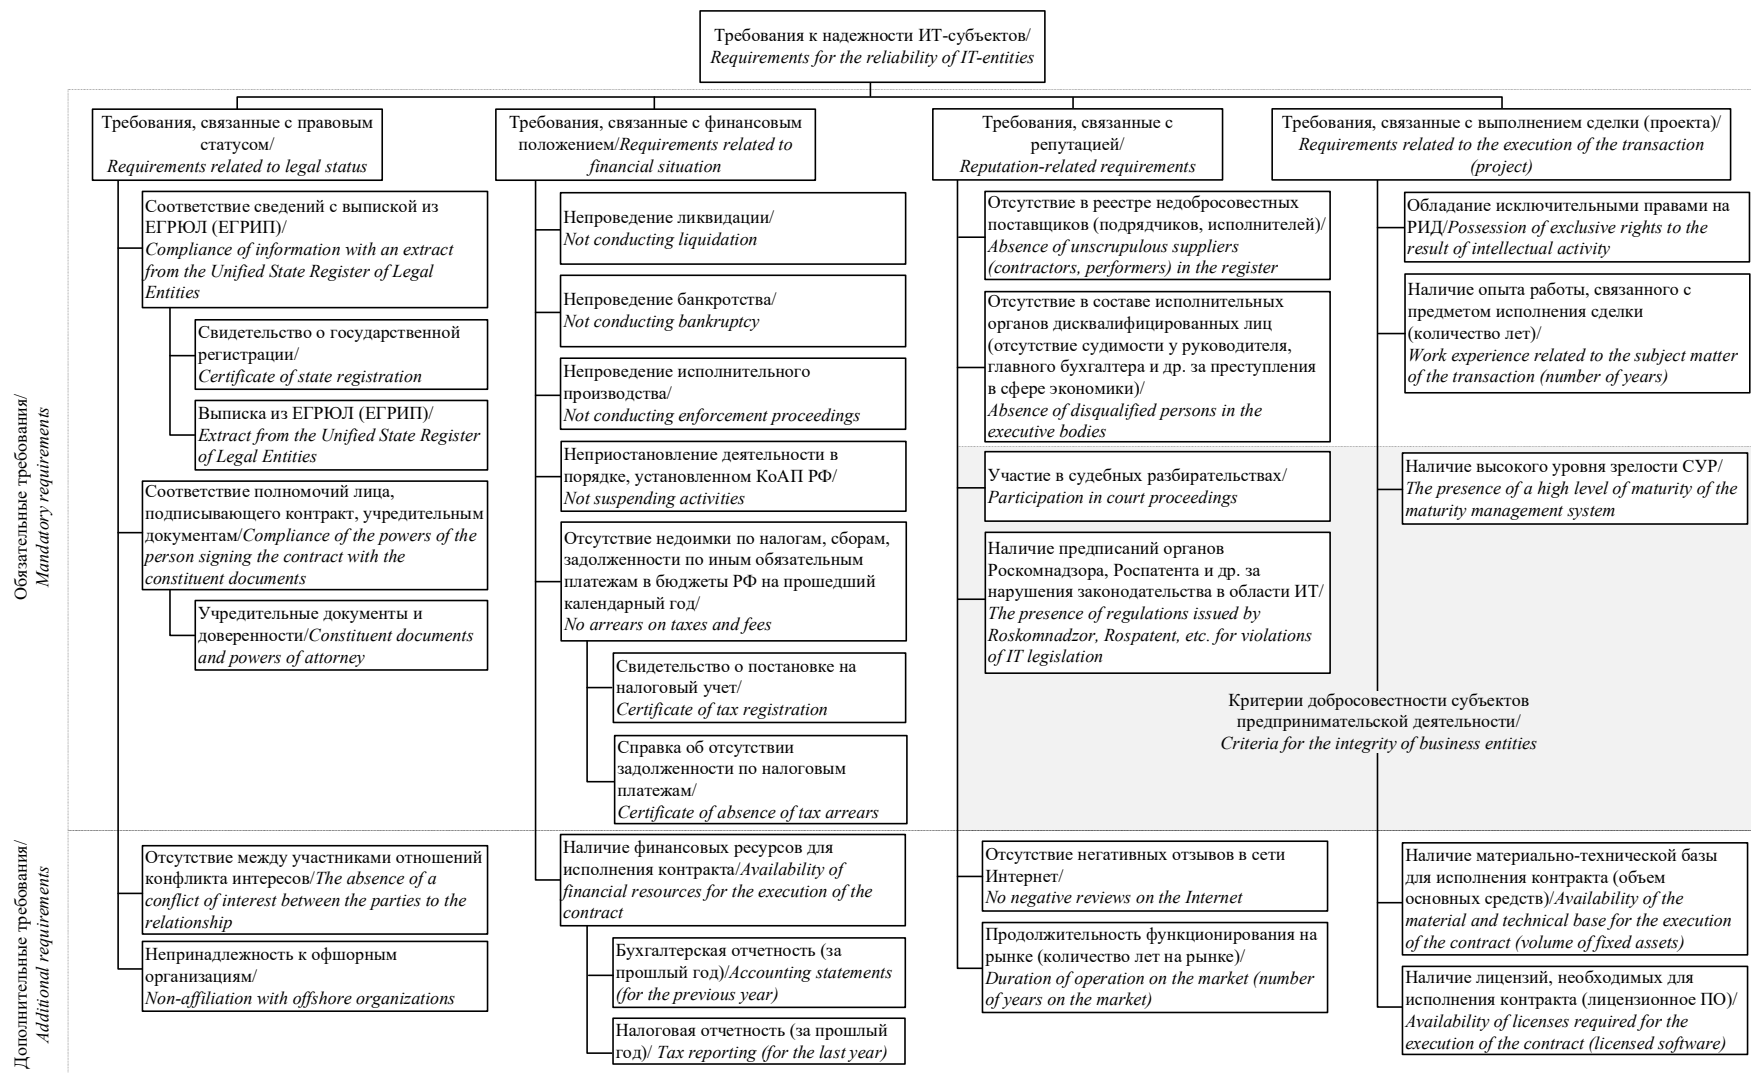 Требования к надежности ИТ-субъектов/
Requirements for the reliability of IT-entities
Требования, связанные с правовым
статусом/
Requirements related to legal status
Требования, связанные с финансовым
положением/Requirements related to
financial situation
Требования, связанные с
репутацией/
Reputation-related requirements
Требования, связанные с выполнением сделки (проекта)/
Requirements related to the execution of the transaction
(project)
Обязательные требования/
Mandatory requirements
Соответствие сведений с выпиской из
ЕГРЮЛ (ЕГРИП)/
Compliance of information with an extract
from the Unified State Register of Legal
Entities
Свидетельство о государственной
регистрации/
Certificate of state registration
Выписка из ЕГРЮЛ (ЕГРИП)/
Extract from the Unified State Register
of Legal Entities
Соответствие полномочий лица,
подписывающего контракт, учредительным
документам/Compliance of the powers of the
person signing the contract with the
constituent documents
Учредительные документы и
доверенности/Constituent documents
and powers of attorney
Непроведение ликвидации/
Not conducting liquidation
Непроведение банкротства/
Not conducting bankruptcy
Непроведение исполнительного
производства/
Not conducting enforcement proceedings
Неприостановление деятельности в
порядке, установленном КоАП РФ/
Not suspending activities
Отсутствие недоимки по налогам, сборам,
задолженности по иным обязательным
платежам в бюджеты РФ на прошедший
календарный год/
No arrears on taxes and fees
Свидетельство о постановке на
налоговый учет/
Certificate of tax registration
Справка об отсутствии
задолженности по налоговым
платежам/
Certificate of absence of tax arrears
Отсутствие в реестре недобросовестных
поставщиков (подрядчиков, исполнителей)/
Absence of unscrupulous suppliers
(contractors, performers) in the register
Отсутствие в составе исполнительных
органов дисквалифицированных лиц
(отсутствие судимости у руководителя,
главного бухгалтера и др. за преступления
в сфере экономики)/
Absence of disqualified persons in the
executive bodies
Участие в судебных разбирательствах/
Participation in court proceedings
Наличие предписаний органов
Роскомнадзора, Роспатента и др. за
нарушения законодательства в области ИТ/
The presence of regulations issued by
Roskomnadzor, Rospatent, etc. for violations
of IT legislation
Обладание исключительными правами на
РИД/Possession of exclusive rights to the
result of intellectual activity
Наличие опыта работы, связанного с
предметом исполнения сделки
(количество лет)/
Work experience related to the subject matter
of the transaction (number of years)
Наличие высокого уровня зрелости СУР/
The presence of a high level of maturity of the
maturity management system
Критерии добросовестности субъектов
предпринимательской деятельности/
Criteria for the integrity of business entities
Дополнительные требования/
Additional requirements
Отсутствие между участниками отношений
конфликта интересов/The absence of a
conflict of interest between the parties to the
relationship
Непринадлежность к офшорным
организациям/
Non-affiliation with offshore organizations
Наличие финансовых ресурсов для
исполнения контракта/Availability of
financial resources for the execution of the
contract
Бухгалтерская отчетность (за
прошлый год)/Accounting statements
(for the previous year)
Налоговая отчетность (за прошлый
год)/ Tax reporting (for the last year)
Отсутствие негативных отзывов в сети
Интернет/
No negative reviews on the Internet
Продолжительность функционирования на
рынке (количество лет на рынке)/
Duration of operation on the market (number
of years on the market)
Наличие материально-технической базы
для исполнения контракта (объем
основных средств)/Availability of the
material and technical base for the execution
of the contract (volume of fixed assets)
Наличие лицензий, необходимых для
исполнения контракта (лицензионное ПО)/
Availability of licenses required for the
execution of the contract (licensed software)